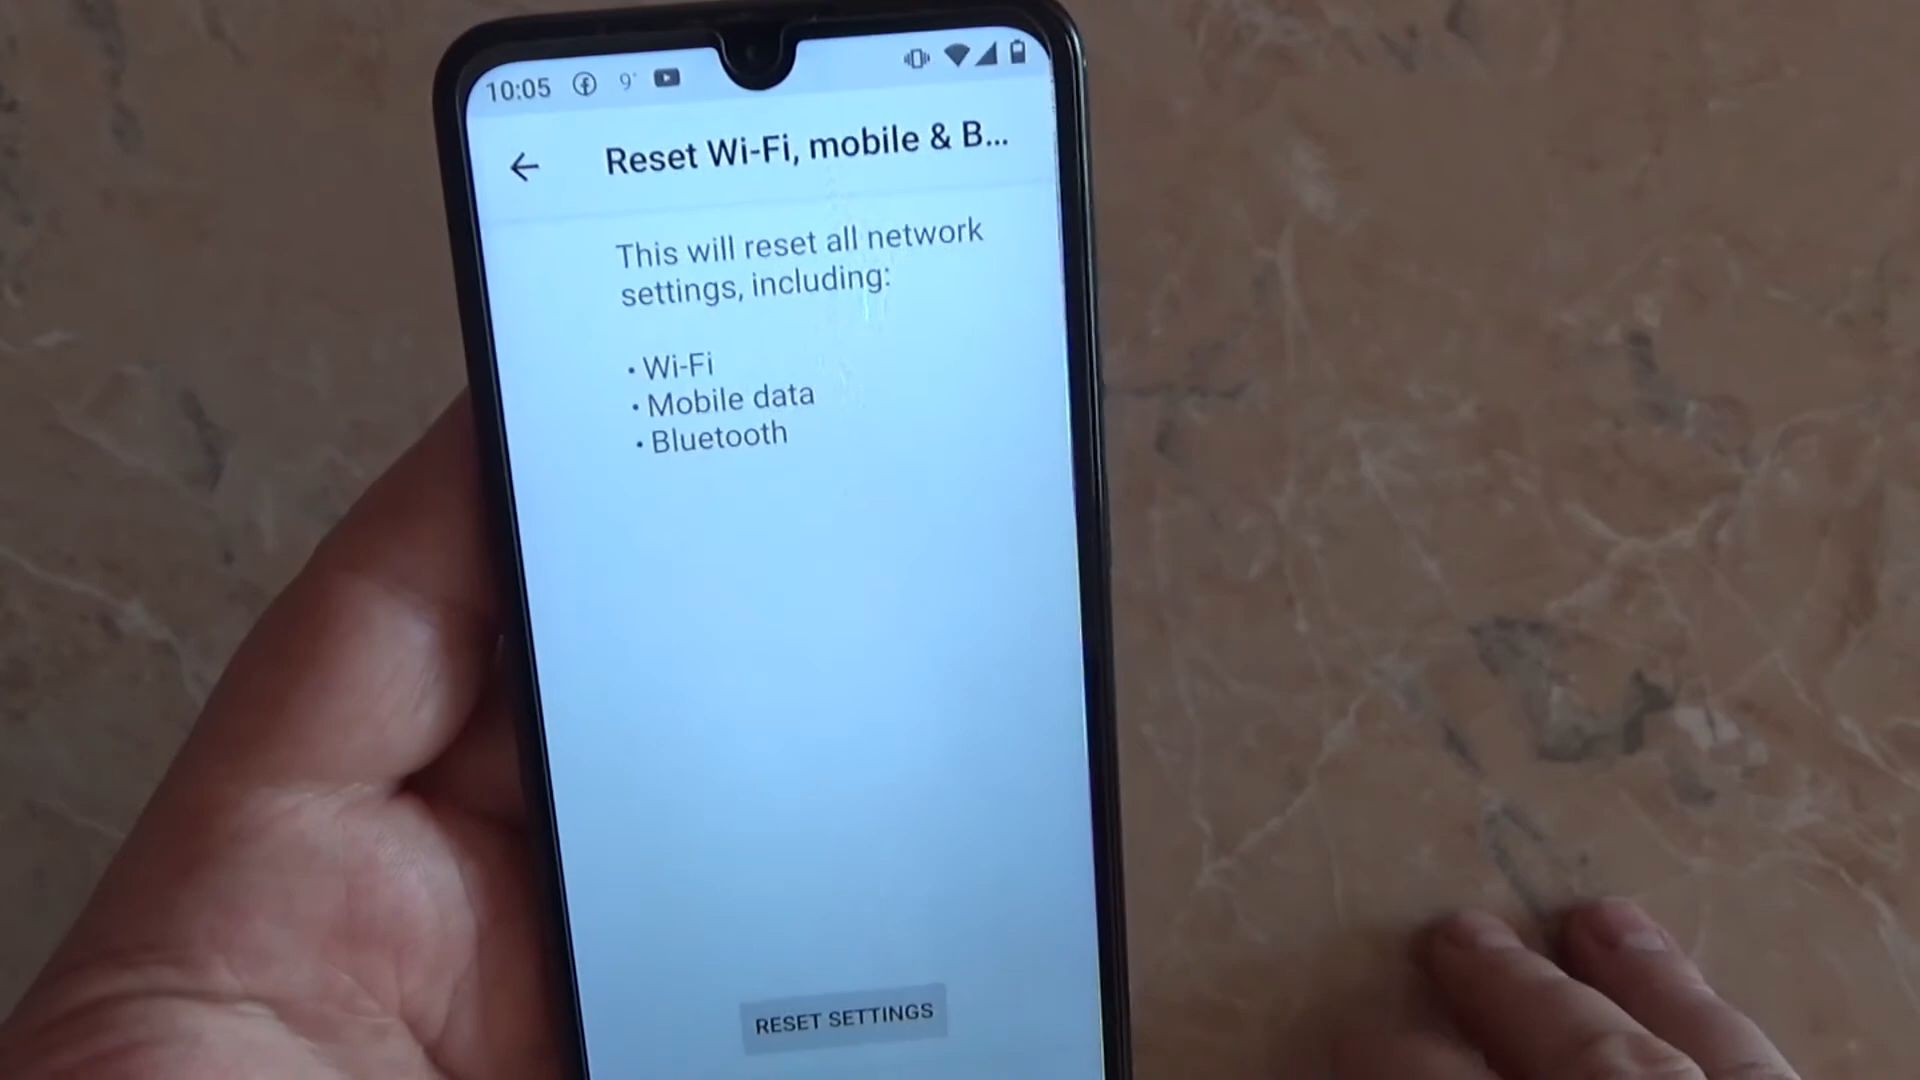 10:05 9°
Reset Wi-Fi, mobile & B...
This will reset all network
settings, including:
• Wi-Fi
• Mobile data
• Bluetooth
RESET SETTINGS